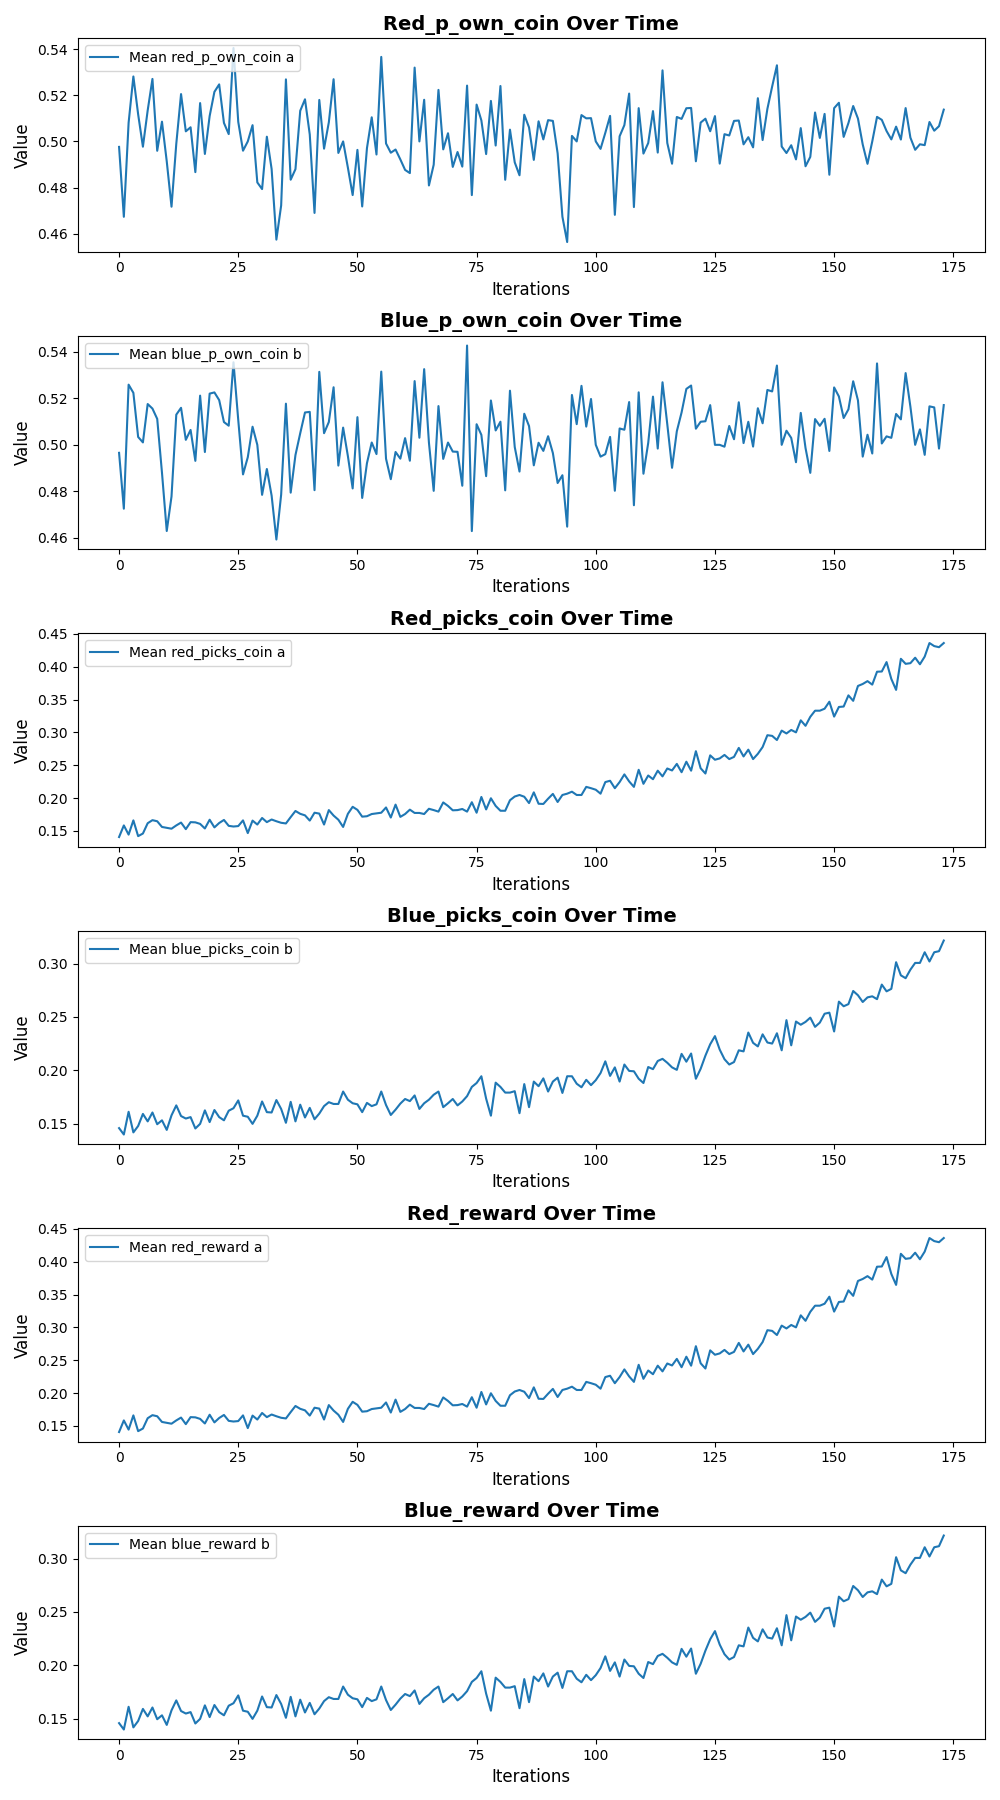 Red_p_own_coin Over Time
Mean red_p_own_coin a
Value
0.54
0.52
0.50
0.48
0.46
0 25 50 75 100 125 150 175
Iterations
Blue_p_own_coin Over Time
Mean blue_p_own_coin b
Value
0.54
0.52
0.50
0.48
0.46
0 25 50 75 100 125 150 175
Iterations
Red_picks_coin Over Time
Mean red_picks_coin a
Value
0.45
0.40
0.35
0.30
0.25
0.20
0.15
0 25 50 75 100 125 150 175
Iterations
Blue_picks_coin Over Time
Mean blue_picks_coin b
Value
0.30
0.25
0.20
0.15
0 25 50 75 100 125 150 175
Iterations
Red_reward Over Time
Mean red_reward a
Value
0.45
0.40
0.35
0.30
0.25
0.20
0.15
0 25 50 75 100 125 150 175
Iterations
Blue_reward Over Time
Mean blue_reward b
Value
0.30
0.25
0.20
0.15
0 25 50 75 100 125 150 175
Iterations